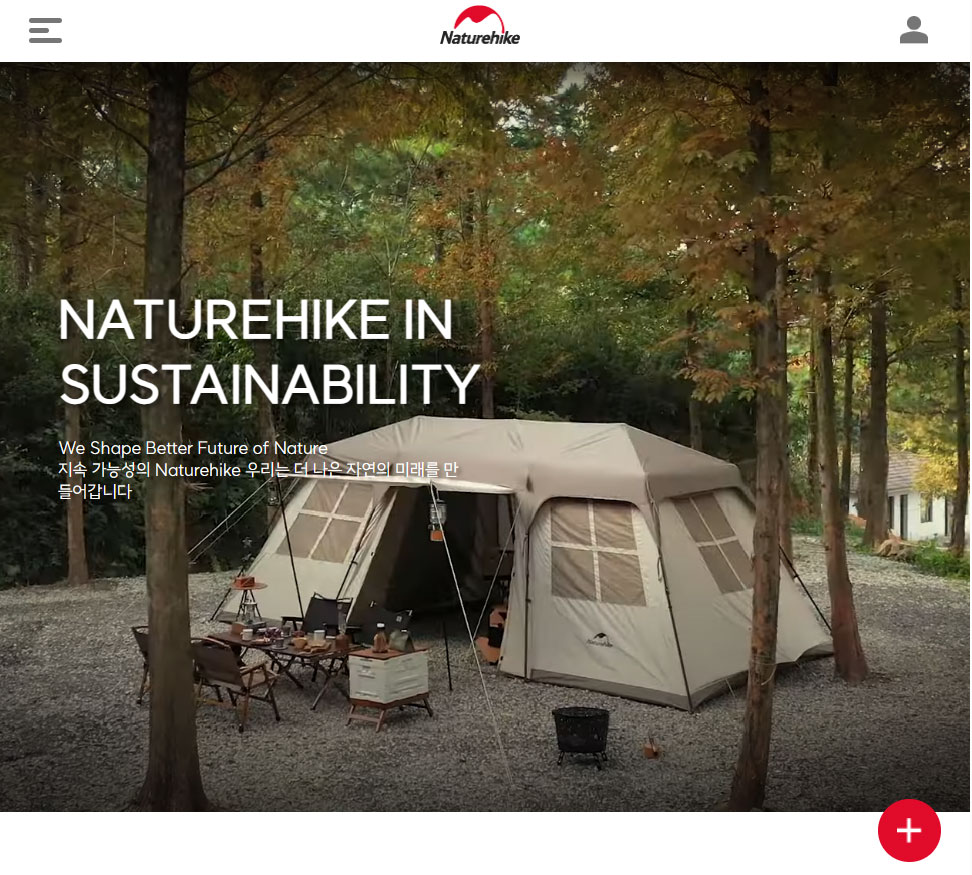 Naturehike
NATUREHIKE IN
SUSTAINABILITY
We Shape Better Future of Nature
지속 가능성의 Naturehike 우리는 더 나은 자연의 미래를 만
들어갑니다
Naturehike